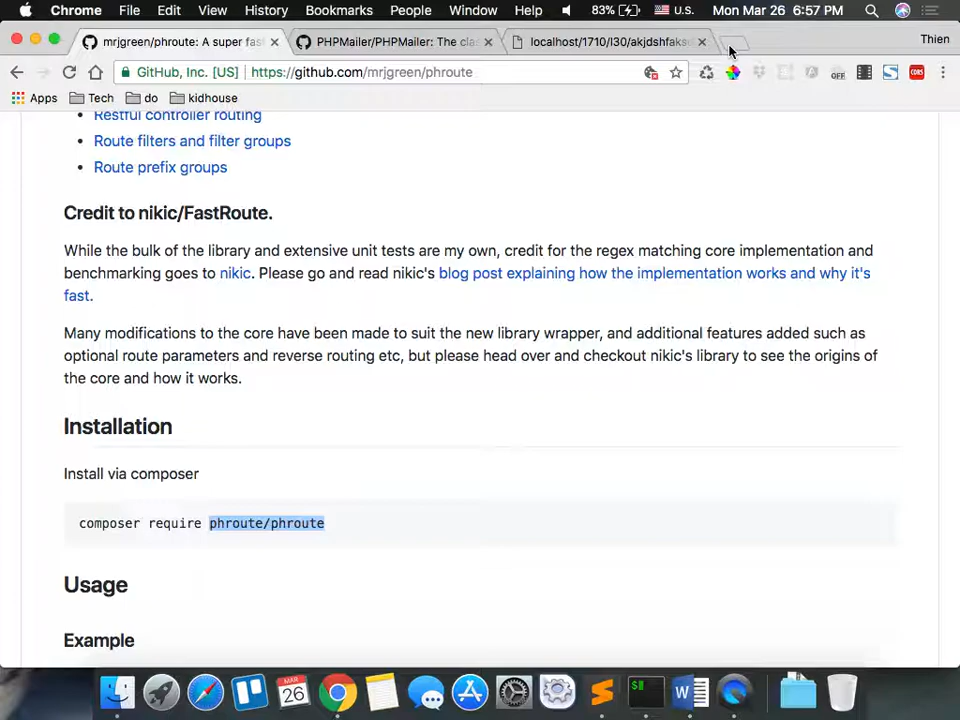 Chrome File Edit View History Bookmarks People Window Help 83% U.S. Mon Mar 26 6:57 PM
mrjgreen/phroute: A super fas PHPMailer/PHPMailer: The clas localhost/1710/l30/akjdshfaksd Thien
GitHub, Inc. [US] https://github.com/mrjgreen/phroute OFF CORS
Apps Tech do kidhouse
Restful controller routing
Route filters and filter groups
Route prefix groups
Credit to nikic/FastRoute.
While the bulk of the library and extensive unit tests are my own, credit for the regex matching core implementation and
benchmarking goes to nikic. Please go and read nikic's blog post explaining how the implementation works and why it's
fast.
Many modifications to the core have been made to suit the new library wrapper, and additional features added such as
optional route parameters and reverse routing etc, but please head over and checkout nikic's library to see the origins of
the core and how it works.
Installation
Install via composer
composer require phroute/phroute
Usage
Example
MAR
26